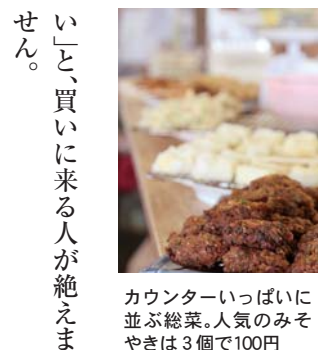 い」と、買いに来る人が絶えま
せん。
カウンターいっぱいに
並ぶ総菜。人気のみそ
やきは3個で100円